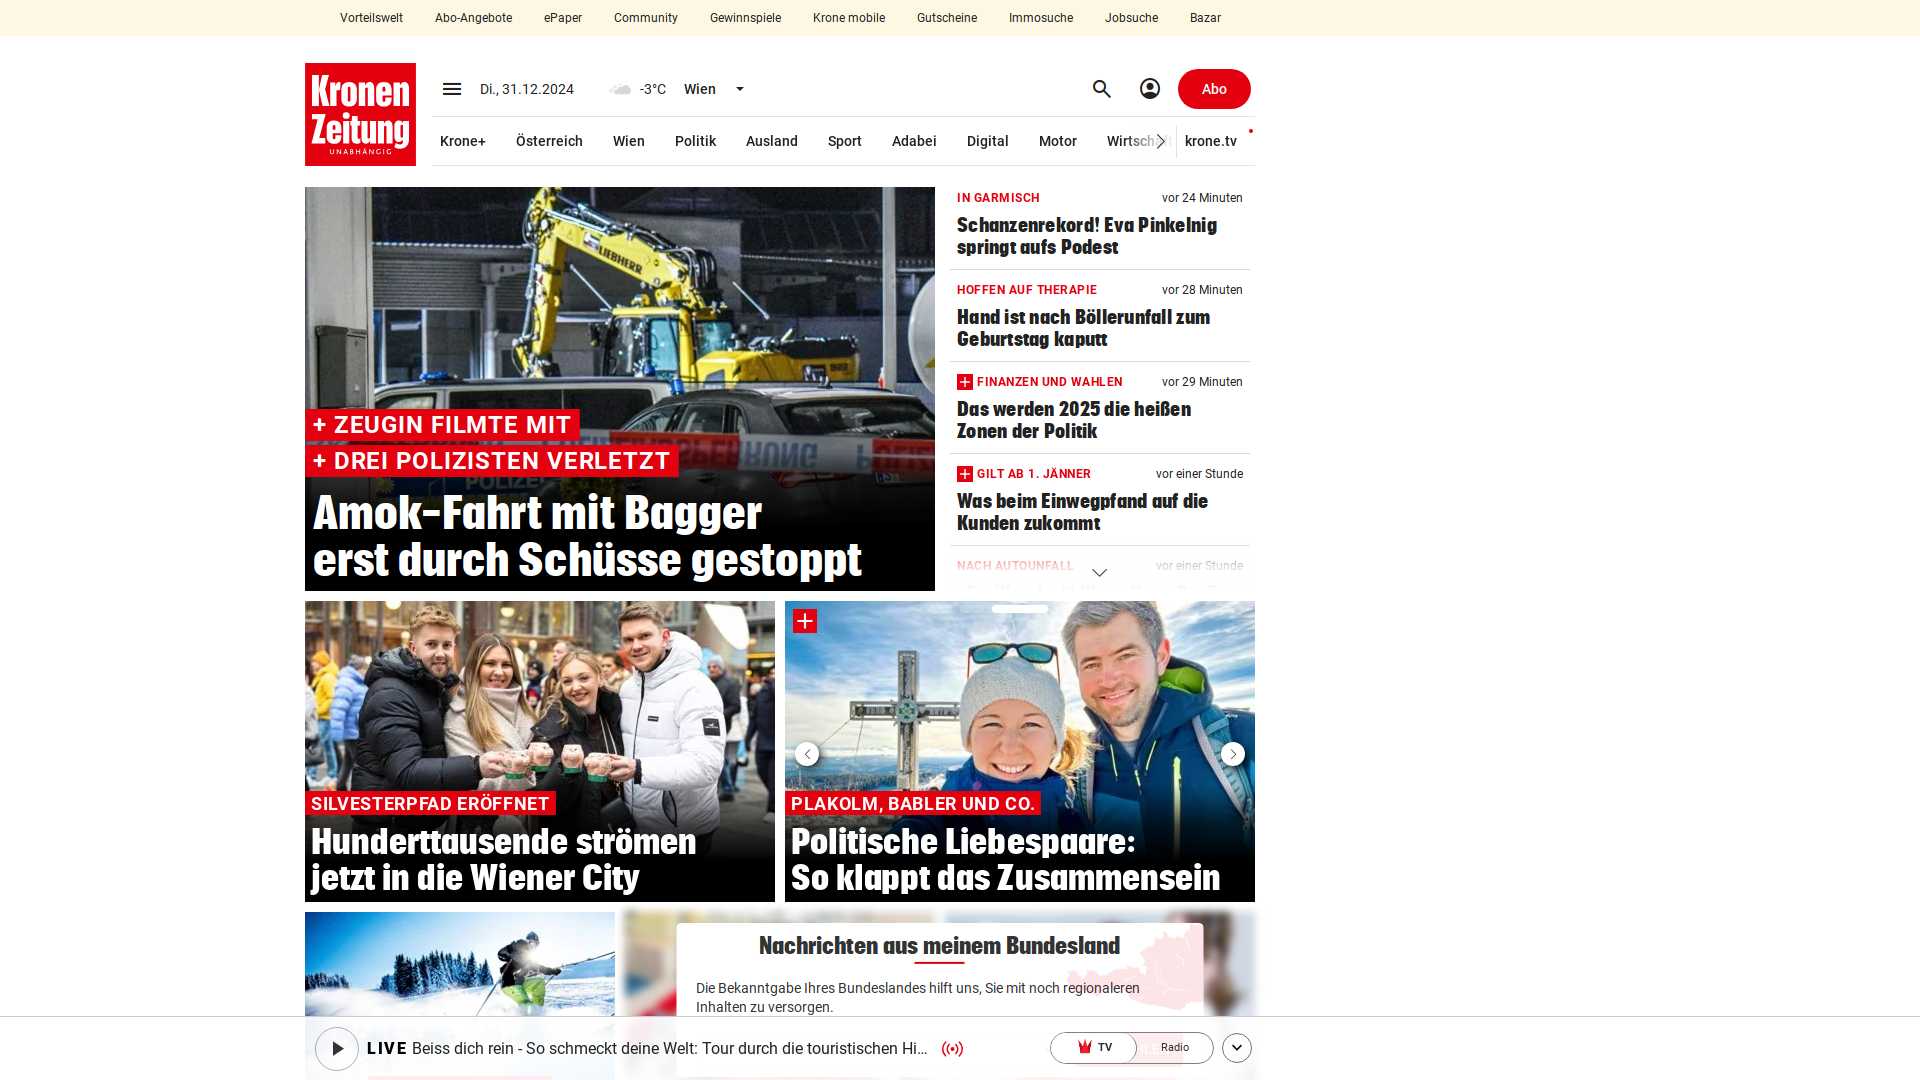 Vorteilswelt Abo-Angebote ePaper Community Gewinnspiele Krone mobile Gutscheine Immosuche Jobsuche Bazar
Kronen
Zeitung
UNABHÄNGIG
Di., 31.12.2024 -3°C Wien
Abo
Krone+ Österreich Wien Politik Ausland Sport Adabei Digital Motor Wirtschaft krone.tv
LIEBHERR
POLIZEI
+ ZEUGIN FILMTE MIT
+ DREI POLIZISTEN VERLETZT
Amok-Fahrt mit Bagger
erst durch Schüsse gestoppt
IN GARMISCH vor 24 Minuten
Schanzenrekord! Eva Pinkelnig
springt aufs Podest
HOFFEN AUF THERAPIE vor 28 Minuten
Hand ist nach Böllerunfall zum
Geburtstag kaputt
FINANZEN UND WAHLEN vor 29 Minuten
Das werden 2025 die heißen
Zonen der Politik
GILT AB 1. JÄNNER vor einer Stunde
Was beim Einwegpfand auf die
Kunden zukommt
NACH AUTOUNFALL vor einer Stunde
SILVESTERPFAD ERÖFFNET
Hunderttausende strömen
jetzt in die Wiener City
PLAKOLM, BABLER UND CO.
Politische Liebespaare:
So klappt das Zusammensein
Nachrichten aus meinem Bundesland
Die Bekanntgabe Ihres Bundeslandes hilft uns, Sie mit noch regionaleren
Inhalten zu versorgen.
LIVE Beiss dich rein - So schmeckt deine Welt: Tour durch die touristischen Hi...
TV Radio